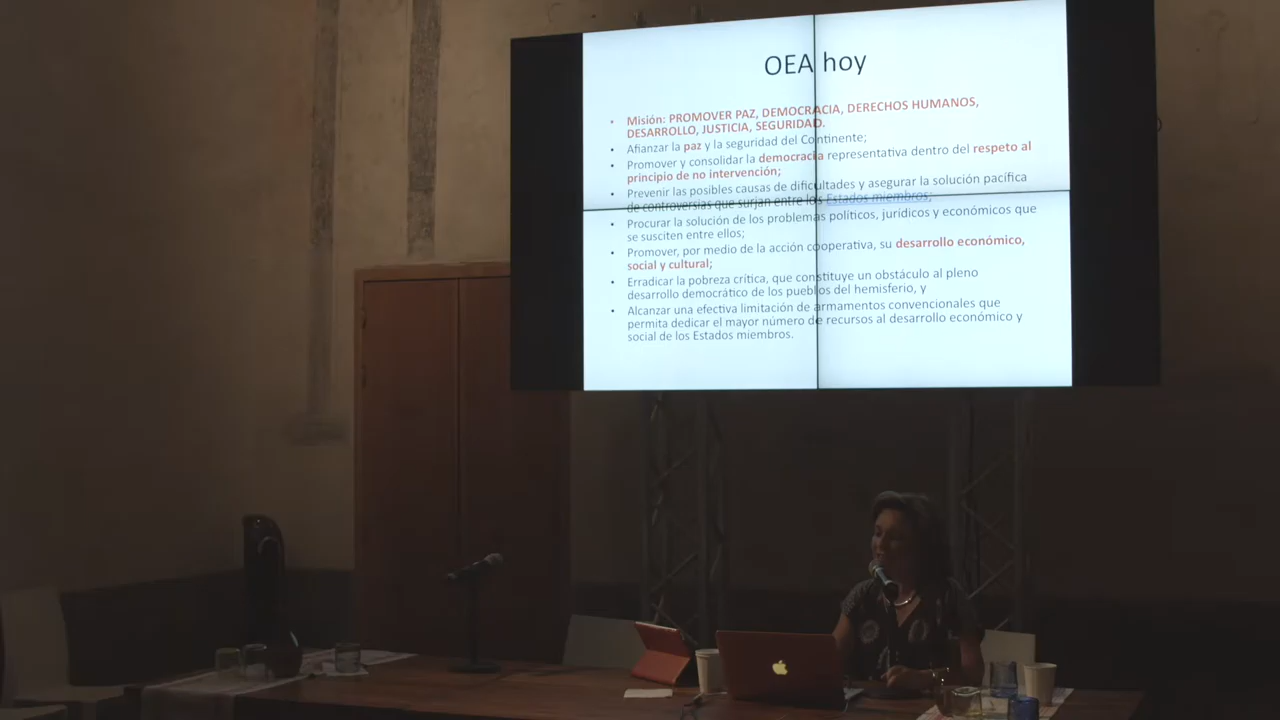 OEA hoy
• Misión: PROMOVER PAZ, DEMOCRACIA, DERECHOS HUMANOS,
DESARROLLO, JUSTICIA, SEGURIDAD.
• Afianzar la paz y la seguridad del Continente;
• Promover y consolidar la democracia representativa dentro del respeto al
principio de no intervención;
• Prevenir las posibles causas de dificultades y asegurar la solución pacífica
de controversias que surjan entre los Estados miembros;
• Procurar la solución de los problemas políticos, jurídicos y económicos que
se susciten entre ellos;
• Promover, por medio de la acción cooperativa, su desarrollo económico,
social y cultural;
• Erradicar la pobreza crítica, que constituye un obstáculo al pleno
desarrollo democrático de los pueblos del hemisferio, y
• Alcanzar una efectiva limitación de armamentos convencionales que
permita dedicar el mayor número de recursos al desarrollo económico y
social de los Estados miembros.